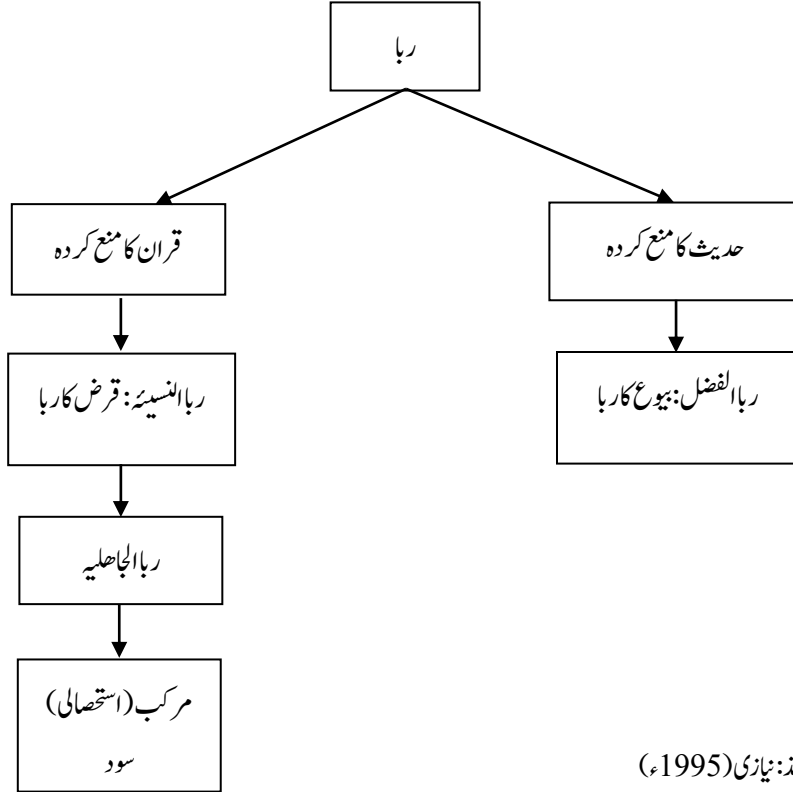 ربا
قران کا منع کردہ
حدیث کا منع کردہ
ربا النسیئہ: قرض کا ربا
ربا الفضل: بیوع کا ربا
ربا الجاھلیہ
مرکب (استحصالی)
سود
نیازی (1995ء)